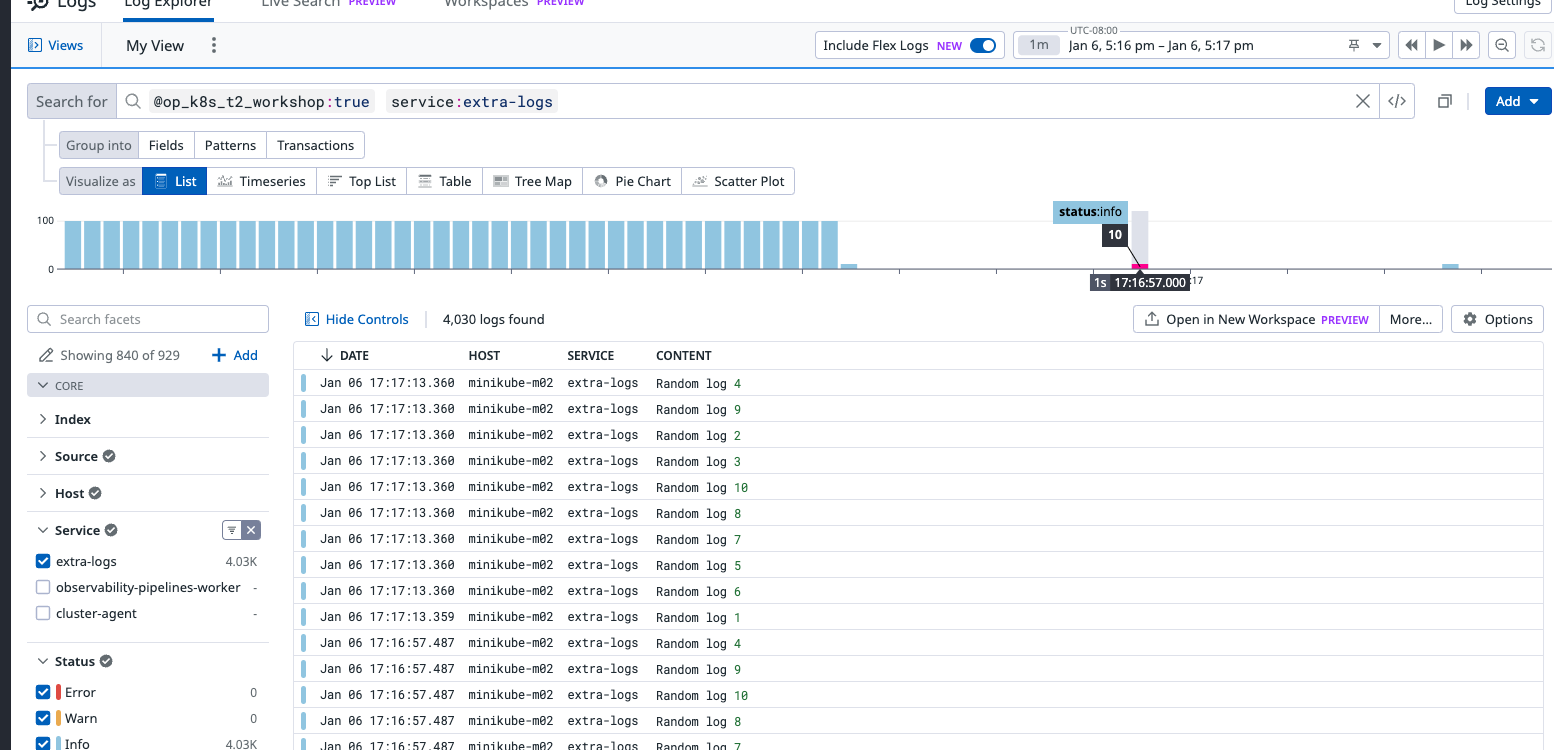 Logs Log Explorer Live Search PREVIEW Workspaces PREVIEW Log Settings
Views My View Include Flex Logs NEW 1m UTC-08:00 Jan 6, 5:16 pm – Jan 6, 5:17 pm
Search for @op_k8s_t2_workshop:true service:extra-logs Add
Group into Fields Patterns Transactions
Visualize as List Timeseries Top List Table Tree Map Pie Chart Scatter Plot
100
status:info
10
0
1s 17:16:57.000 :17
Search facets Hide Controls 4,030 logs found Open in New Workspace PREVIEW More... Options
Showing 840 of 929 Add
DATE HOST SERVICE CONTENT
CORE
Jan 06 17:17:13.360 minikube-m02 extra-logs Random log 4
Jan 06 17:17:13.360 minikube-m02 extra-logs Random log 9
Index
Jan 06 17:17:13.360 minikube-m02 extra-logs Random log 2
Source
Jan 06 17:17:13.360 minikube-m02 extra-logs Random log 3
Host
Jan 06 17:17:13.360 minikube-m02 extra-logs Random log 10
Jan 06 17:17:13.360 minikube-m02 extra-logs Random log 8
Service
Jan 06 17:17:13.360 minikube-m02 extra-logs Random log 7
extra-logs 4.03K
Jan 06 17:17:13.360 minikube-m02 extra-logs Random log 5
observability-pipelines-worker -
Jan 06 17:17:13.360 minikube-m02 extra-logs Random log 6
cluster-agent -
Jan 06 17:17:13.359 minikube-m02 extra-logs Random log 1
Jan 06 17:16:57.487 minikube-m02 extra-logs Random log 4
Status
Jan 06 17:16:57.487 minikube-m02 extra-logs Random log 9
Error 0
Jan 06 17:16:57.487 minikube-m02 extra-logs Random log 10
Warn 0
Jan 06 17:16:57.487 minikube-m02 extra-logs Random log 8
Info 4.03K
Jan 06 17:16:57.487 minikube-m02 extra-logs Random log 7